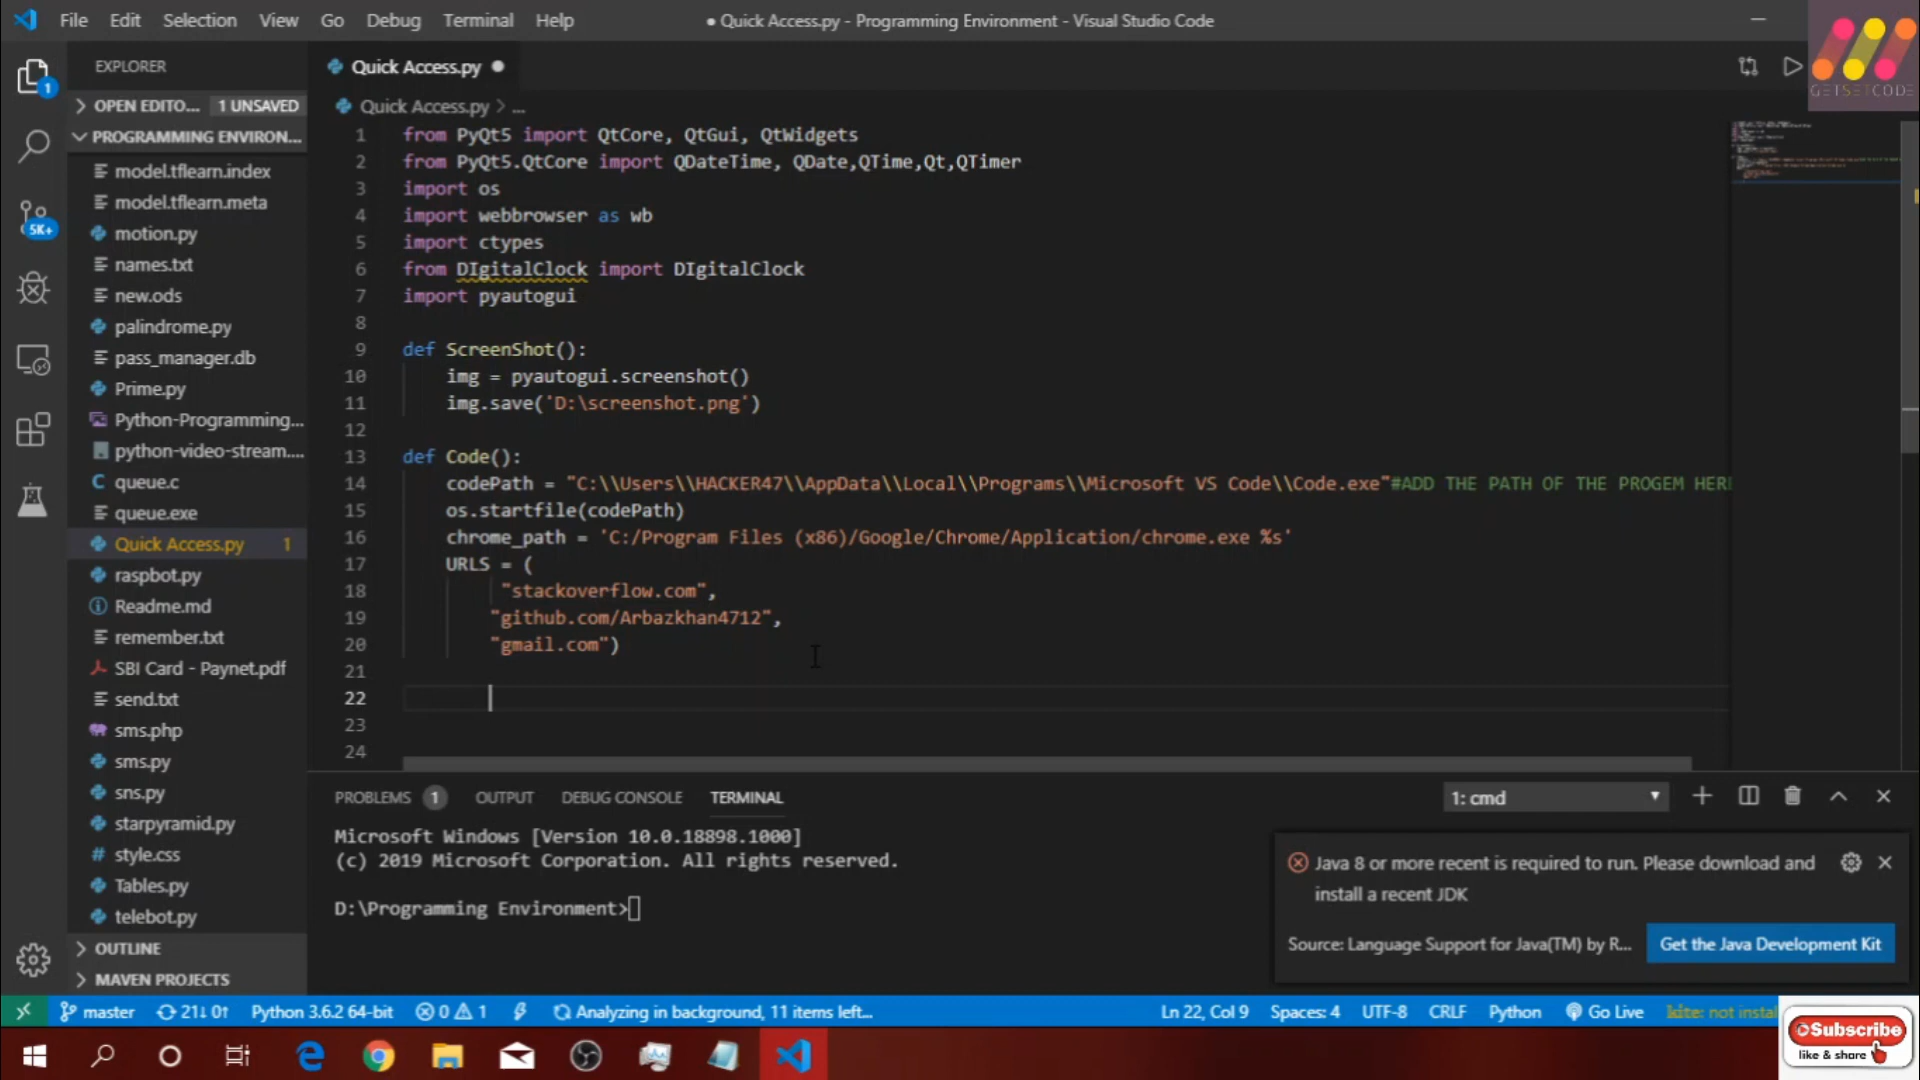 File Edit Selection View Go Debug Terminal Help
● Quick Access.py - Programming Environment - Visual Studio Code
GETSETCODE
EXPLORER
OPEN EDITO... 1 UNSAVED
PROGRAMMING ENVIRON...
model.tflearn.index
model.tflearn.meta
motion.py
names.txt
new.ods
palindrome.py
pass_manager.db
Prime.py
Python-Programming...
python-video-stream....
queue.c
queue.exe
Quick Access.py 1
raspbot.py
Readme.md
remember.txt
SBI Card - Paynet.pdf
send.txt
sms.php
sms.py
sns.py
starpyramid.py
style.css
Tables.py
telebot.py
OUTLINE
MAVEN PROJECTS
1
5K+
Quick Access.py ●
Quick Access.py > ...
1 from PyQt5 import QtCore, QtGui, QtWidgets
2 from PyQt5.QtCore import QDateTime, QDate,QTime,Qt,QTimer
3 import os
4 import webbrowser as wb
5 import ctypes
6 from DIgitalClock import DIgitalClock
7 import pyautogui
8
9 def ScreenShot():
10 img = pyautogui.screenshot()
11 img.save('D:\screenshot.png')
12
13 def Code():
14 codePath = "C:\\Users\\HACKER47\\AppData\\Local\\Programs\\Microsoft VS Code\\Code.exe"#ADD THE PATH OF THE PROGEM HER
15 os.startfile(codePath)
16 chrome_path = 'C:/Program Files (x86)/Google/Chrome/Application/chrome.exe %s'
17 URLS = (
18 "stackoverflow.com",
19 "github.com/Arbazkhan4712",
20 "gmail.com")
21
22
23
24
PROBLEMS 1 OUTPUT DEBUG CONSOLE TERMINAL 1: cmd
Microsoft Windows [Version 10.0.18898.1000]
(c) 2019 Microsoft Corporation. All rights reserved.
D:\Programming Environment>
Java 8 or more recent is required to run. Please download and
install a recent JDK
Source: Language Support for Java(TM) by R... Get the Java Development Kit
master 21↓ 0↑ Python 3.6.2 64-bit 0 1 Analyzing in background, 11 items left... Ln 22, Col 9 Spaces: 4 UTF-8 CRLF Python Go Live kite: not instal
Subscribe
like & share